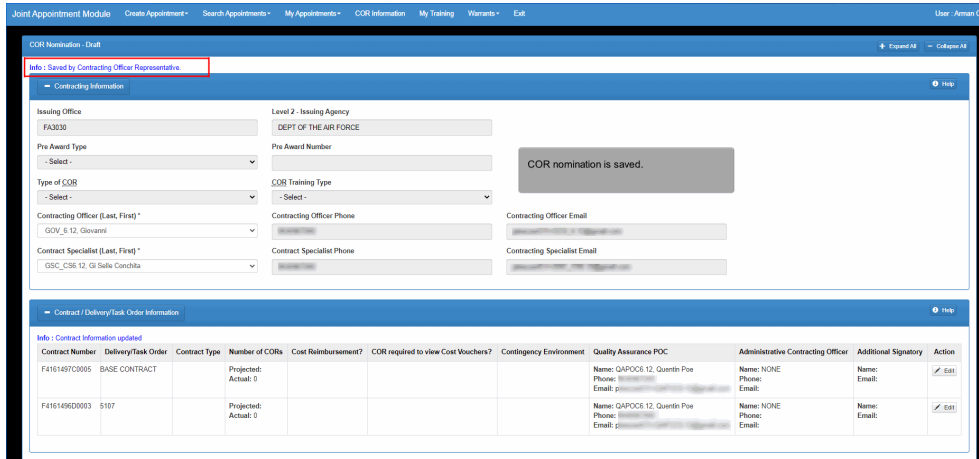 Joint Appointment Module Create Appointment Search Appointments My Appointments COR Information My Training Warrants Exit User : Arman
COR Nomination - Draft + Expand All − Collapse All
Info : Saved by Contracting Officer Representative.
− Contracting Information Help
Issuing Office Level 2 - Issuing Agency
FA3030 DEPT OF THE AIR FORCE
Pre Award Type Pre Award Number
- Select -
COR nomination is saved.
Type of COR COR Training Type
- Select - - Select -
Contracting Officer (Last, First) * Contracting Officer Phone Contracting Officer Email
GOV_6.12, Giovanni
Contract Specialist (Last, First) * Contract Specialist Phone Contracting Specialist Email
GSC_CS6.12, Gi Selle Conchita
− Contract / Delivery/Task Order Information Help
Info : Contract Information updated
Contract Number Delivery/Task Order Contract Type Number of CORs Cost Reimbursement? COR required to view Cost Vouchers? Contingency Environment Quality Assurance POC Administrative Contracting Officer Additional Signatory Action
F4161497C0005 BASE CONTRACT Projected: Name: QAPOC6.12, Quentin Poe Name: NONE Name: Edit
Actual: 0 Phone: Phone: Email:
Email: Email:
F4161496D0003 5107 Projected: Name: QAPOC6.12, Quentin Poe Name: NONE Name: Edit
Actual: 0 Phone: Phone: Email:
Email: Email: